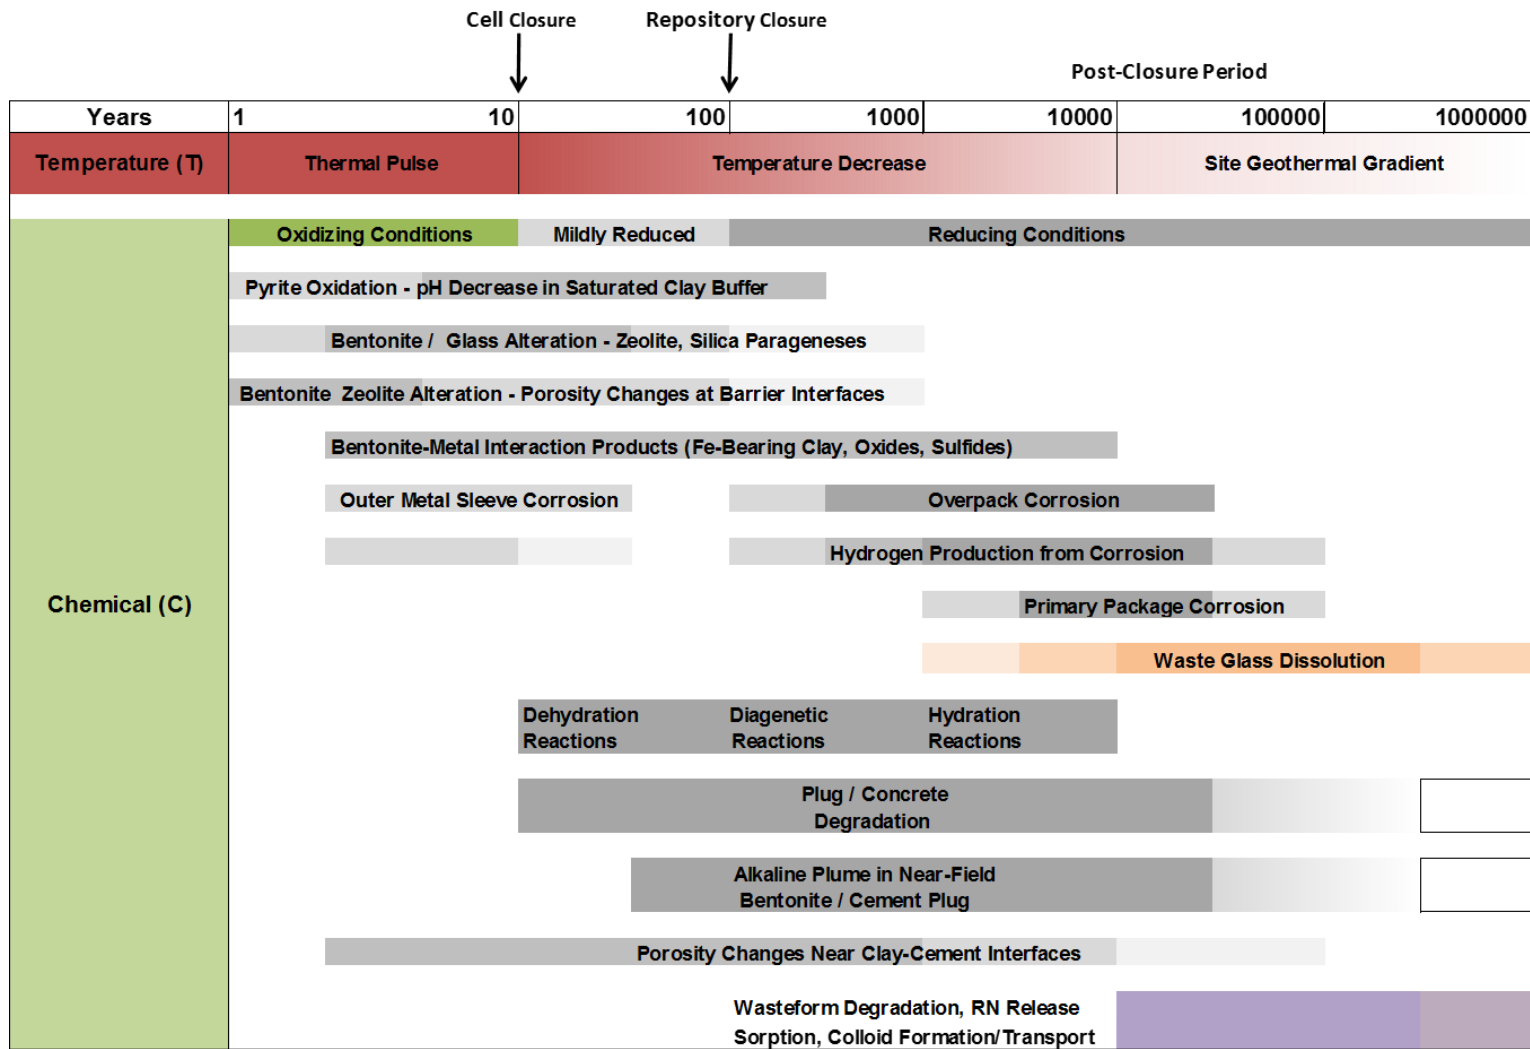 Cell Closure
Repository Closure
Post-Closure Period
Years 1 10 100 1000 10000 100000 1000000
Temperature (T) Thermal Pulse Temperature Decrease Site Geothermal Gradient
Oxidizing Conditions Mildly Reduced Reducing Conditions
Pyrite Oxidation - pH Decrease in Saturated Clay Buffer
Bentonite / Glass Alteration - Zeolite, Silica Parageneses
Bentonite Zeolite Alteration - Porosity Changes at Barrier Interfaces
Bentonite-Metal Interaction Products (Fe-Bearing Clay, Oxides, Sulfides)
Outer Metal Sleeve Corrosion Overpack Corrosion
Hydrogen Production from Corrosion
Chemical (C) Primary Package Corrosion
Waste Glass Dissolution
Dehydration Reactions
Diagenetic Reactions
Hydration Reactions
Plug / Concrete
Degradation
Alkaline Plume in Near-Field
Bentonite / Cement Plug
Porosity Changes Near Clay-Cement Interfaces
Wasteform Degradation, RN Release
Sorption, Colloid Formation/Transport